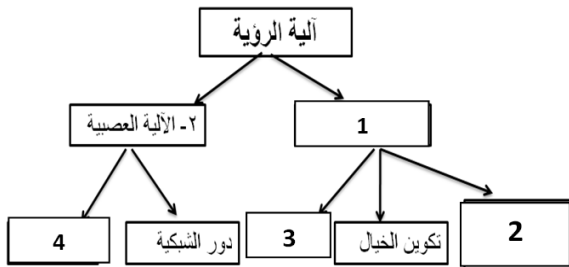 آلية الرؤية
1
٢- الآلية العصبية
2
تكوين الخيال
3
دور الشبكية
4